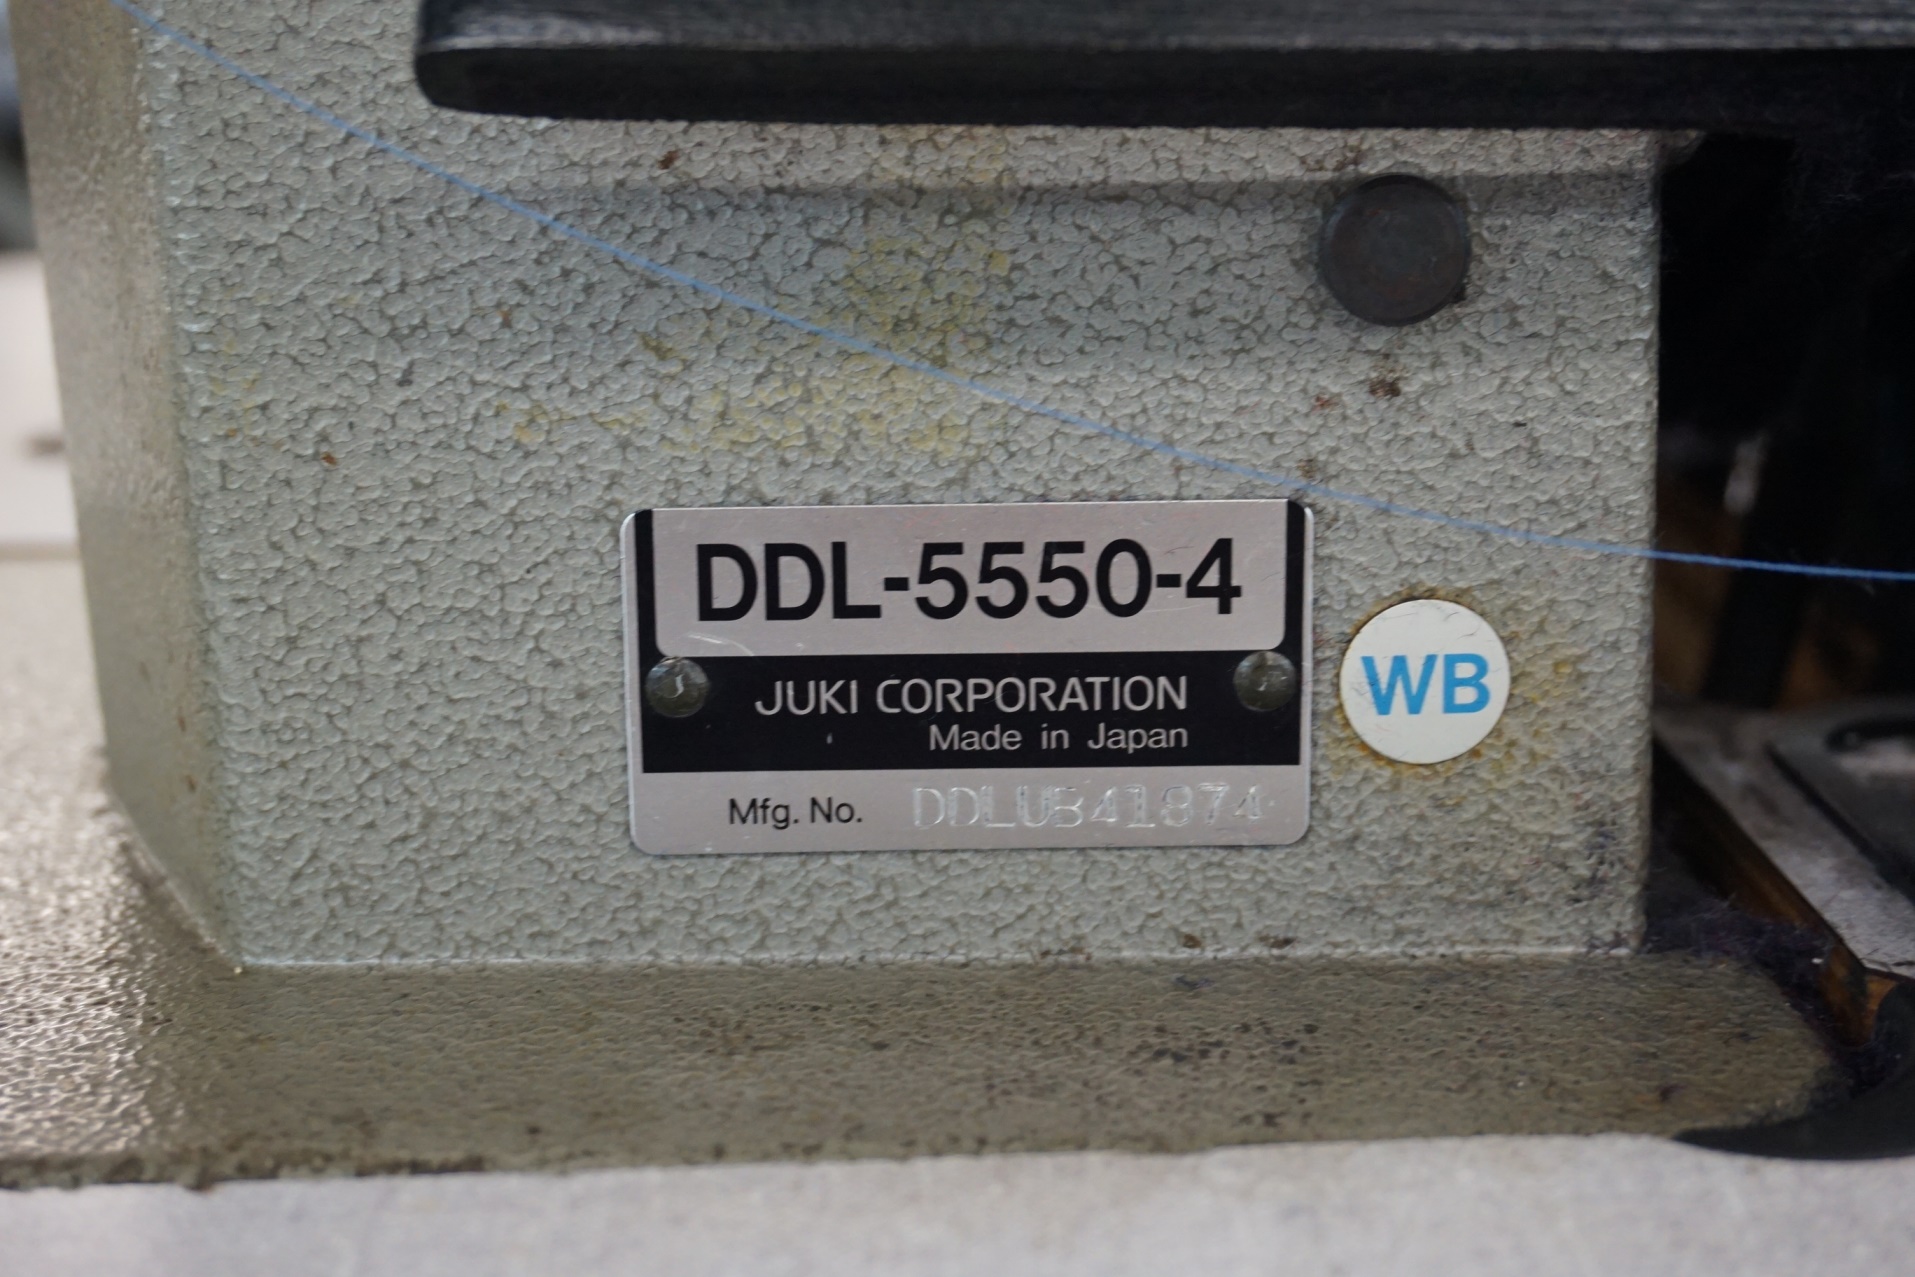 DDL-5550-4
JUKI CORPORATION
Made in Japan
WB
Mfg. No. DDLUB41874